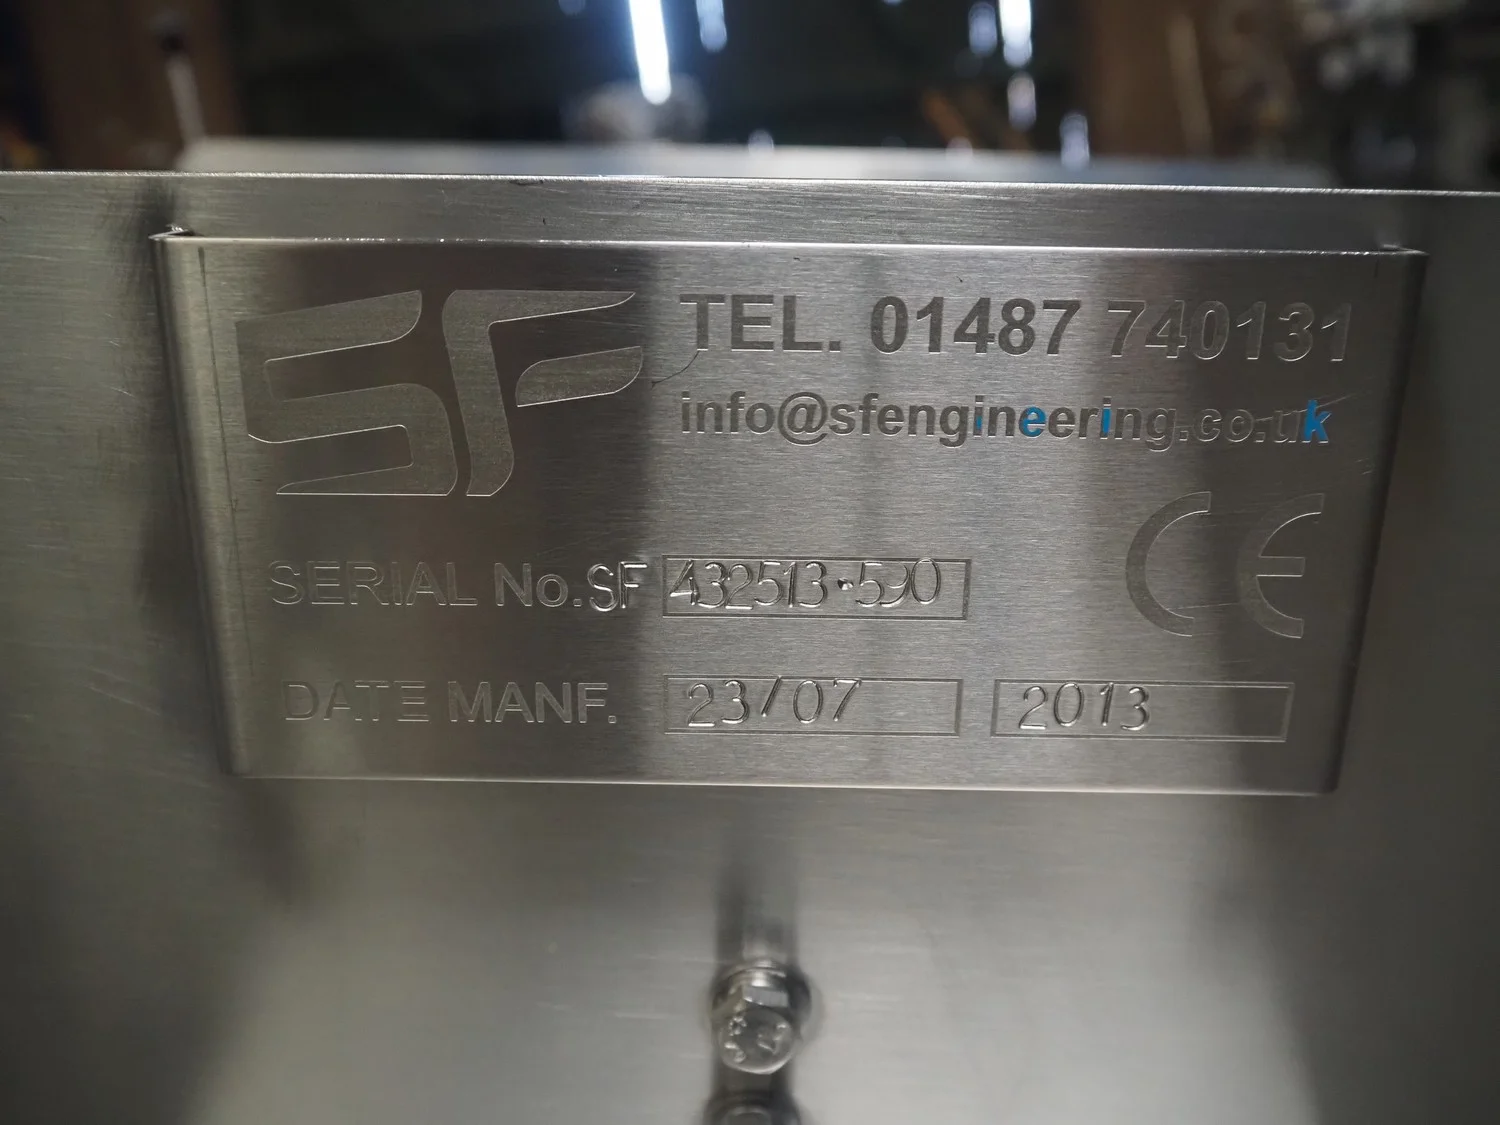 SF
TEL. 01487 740131
info@sfengineering.co.uk
CE
SERIAL No. SF 432513·590
DATE MANF. 23/07 2013